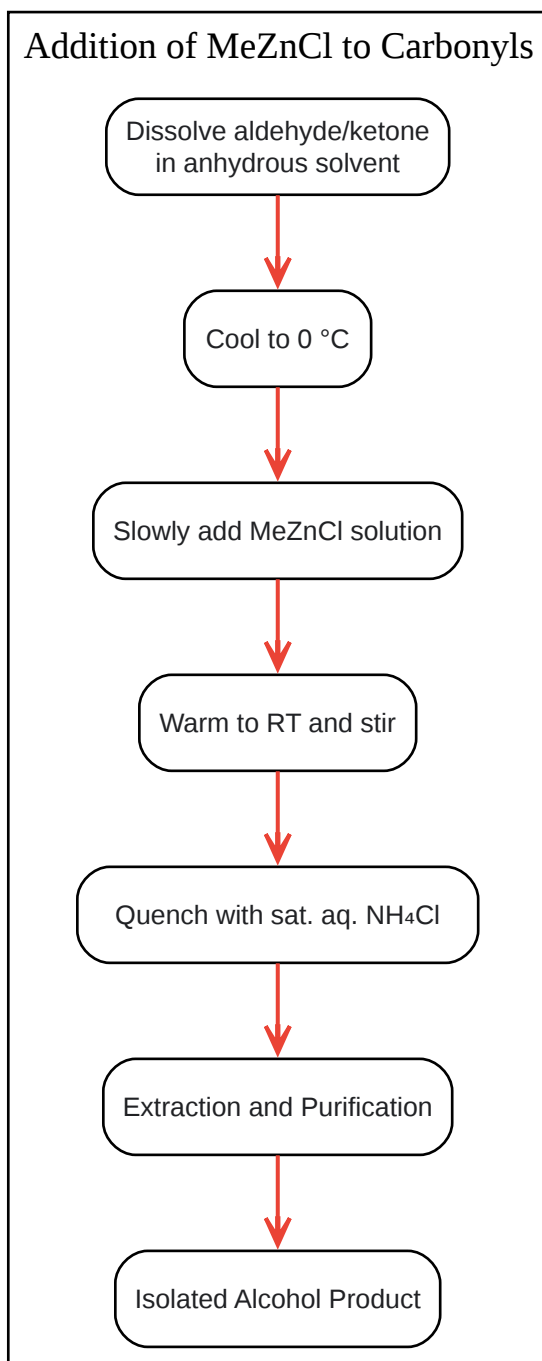 Addition of MeZnCl to Carbonyls
Dissolve aldehyde/ketone
in anhydrous solvent
Cool to 0 °C
Slowly add MeZnCl solution
Warm to RT and stir
Quench with sat. aq. NH₄Cl
Extraction and Purification
Isolated Alcohol Product